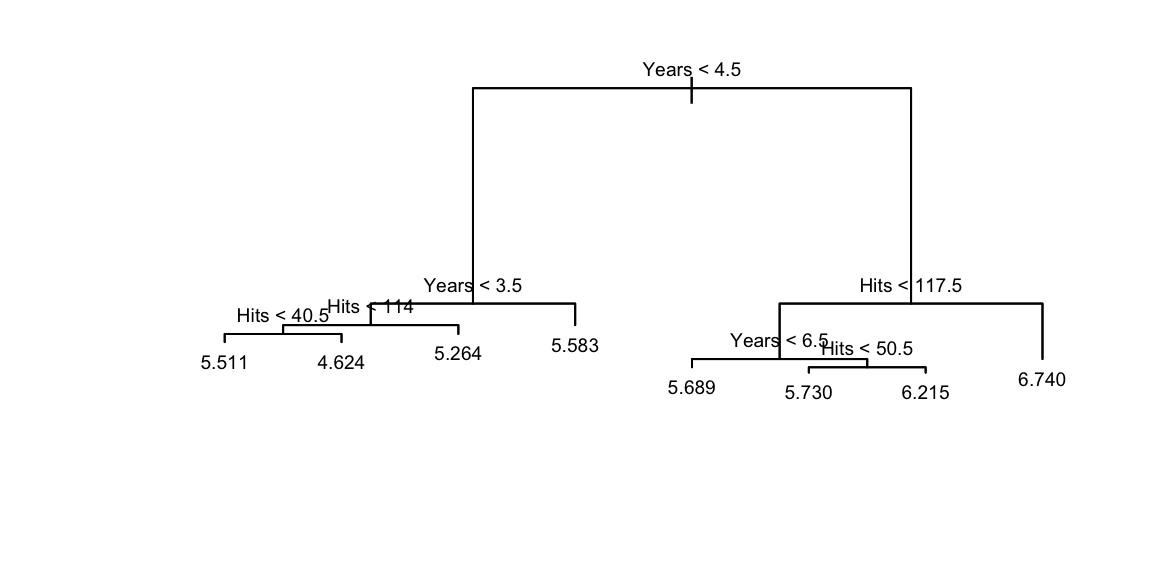 Years < 4.5
Years < 3.5
Hits < 117.5
Hits < 114
Hits < 40.5
Years < 6.5
Hits < 50.5
5.511
4.624
5.264
5.583
5.689
5.730
6.215
6.740